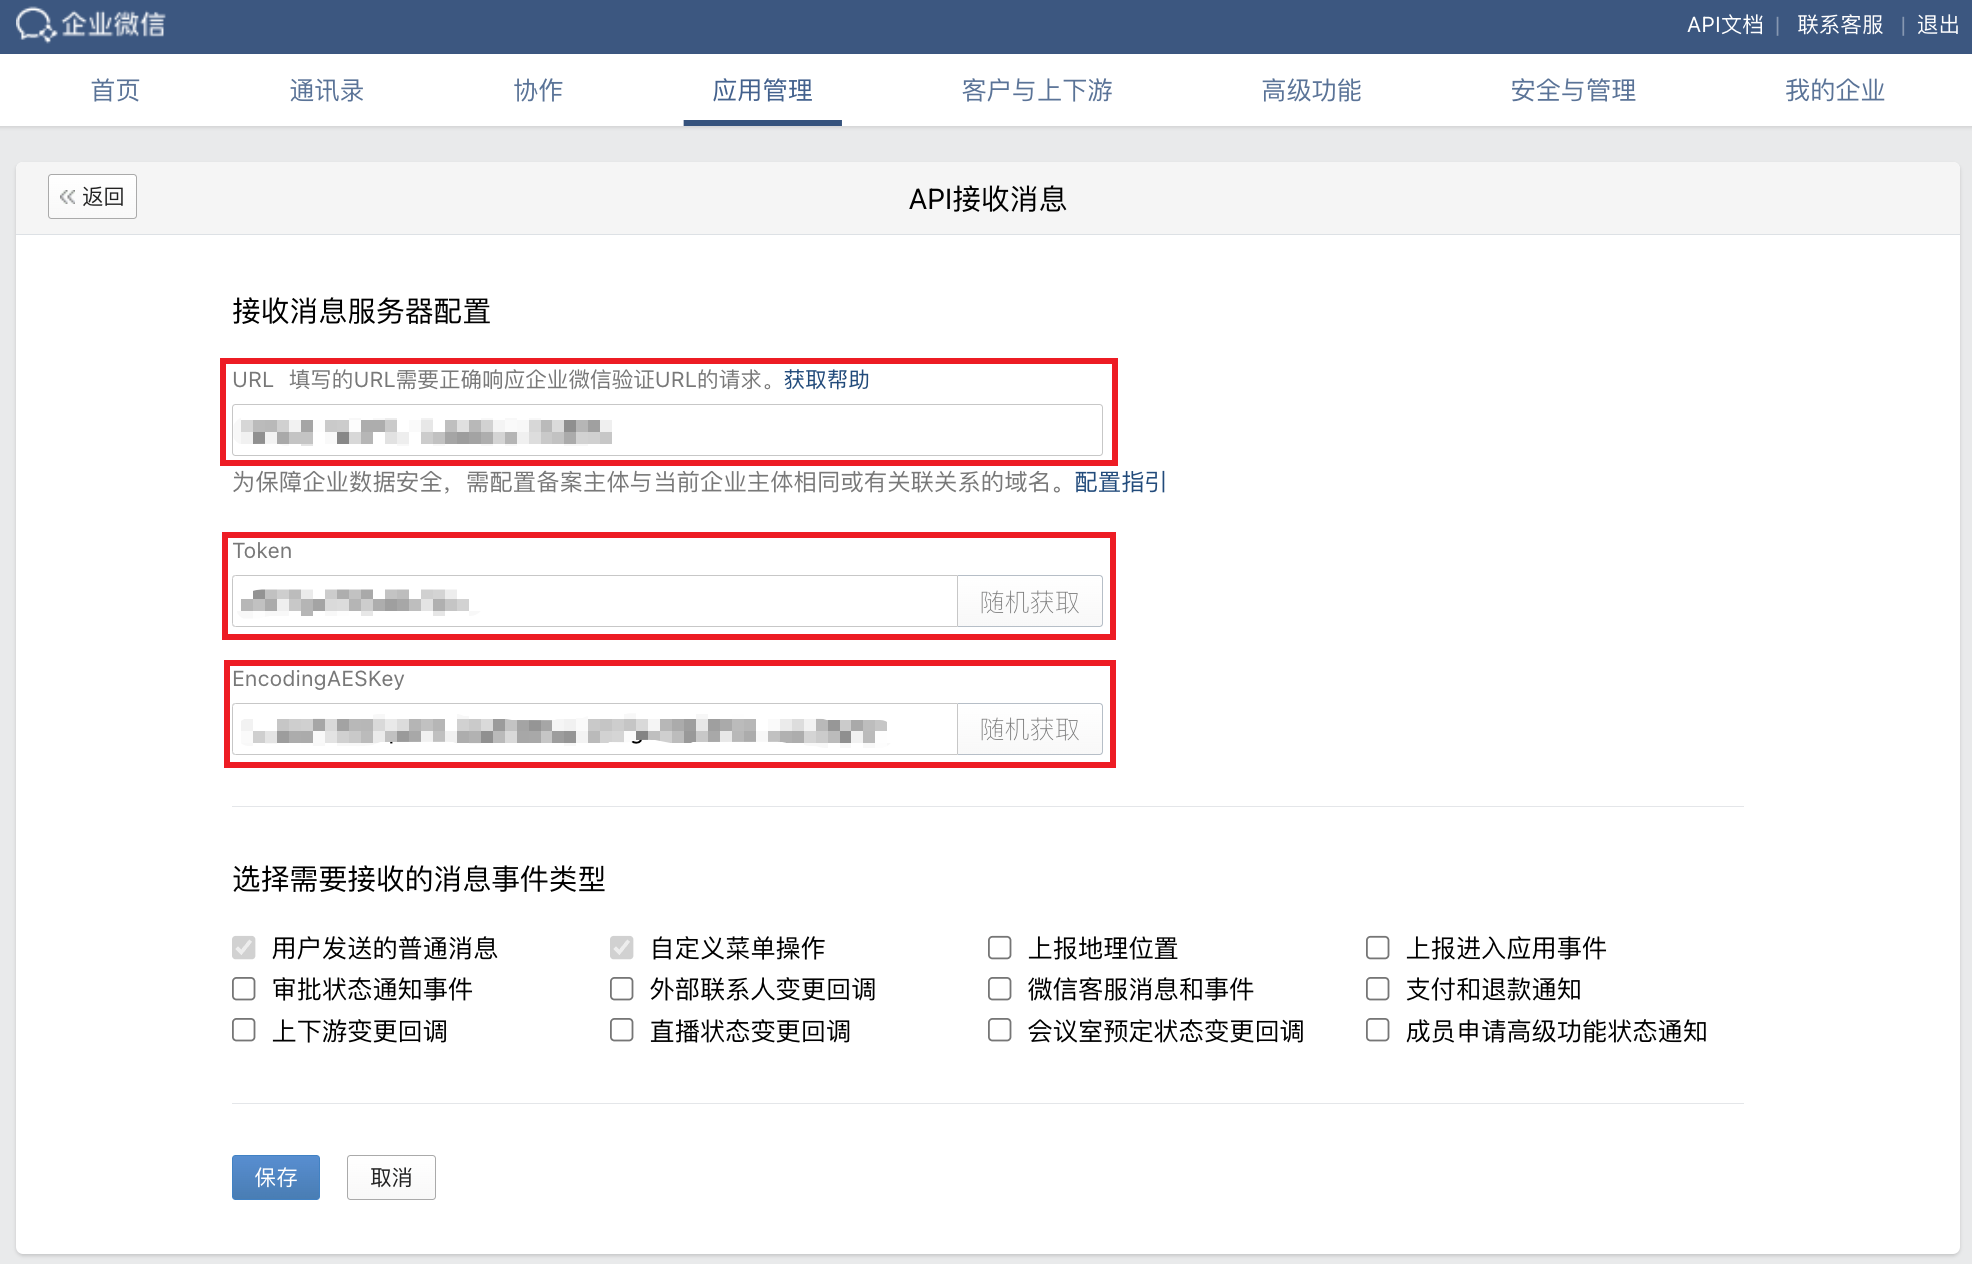 企业微信
API文档 | 联系客服 | 退出
首页 通讯录 协作 应用管理 客户与上下游 高级功能 安全与管理 我的企业
« 返回
API接收消息
接收消息服务器配置
URL 填写的URL需要正确响应企业微信验证URL的请求。获取帮助
为保障企业数据安全，需配置备案主体与当前企业主体相同或有关联关系的域名。配置指引
Token
随机获取
EncodingAESKey
随机获取
选择需要接收的消息事件类型
用户发送的普通消息 自定义菜单操作 上报地理位置 上报进入应用事件
审批状态通知事件 外部联系人变更回调 微信客服消息和事件 支付和退款通知
上下游变更回调 直播状态变更回调 会议室预定状态变更回调 成员申请高级功能状态通知
保存 取消